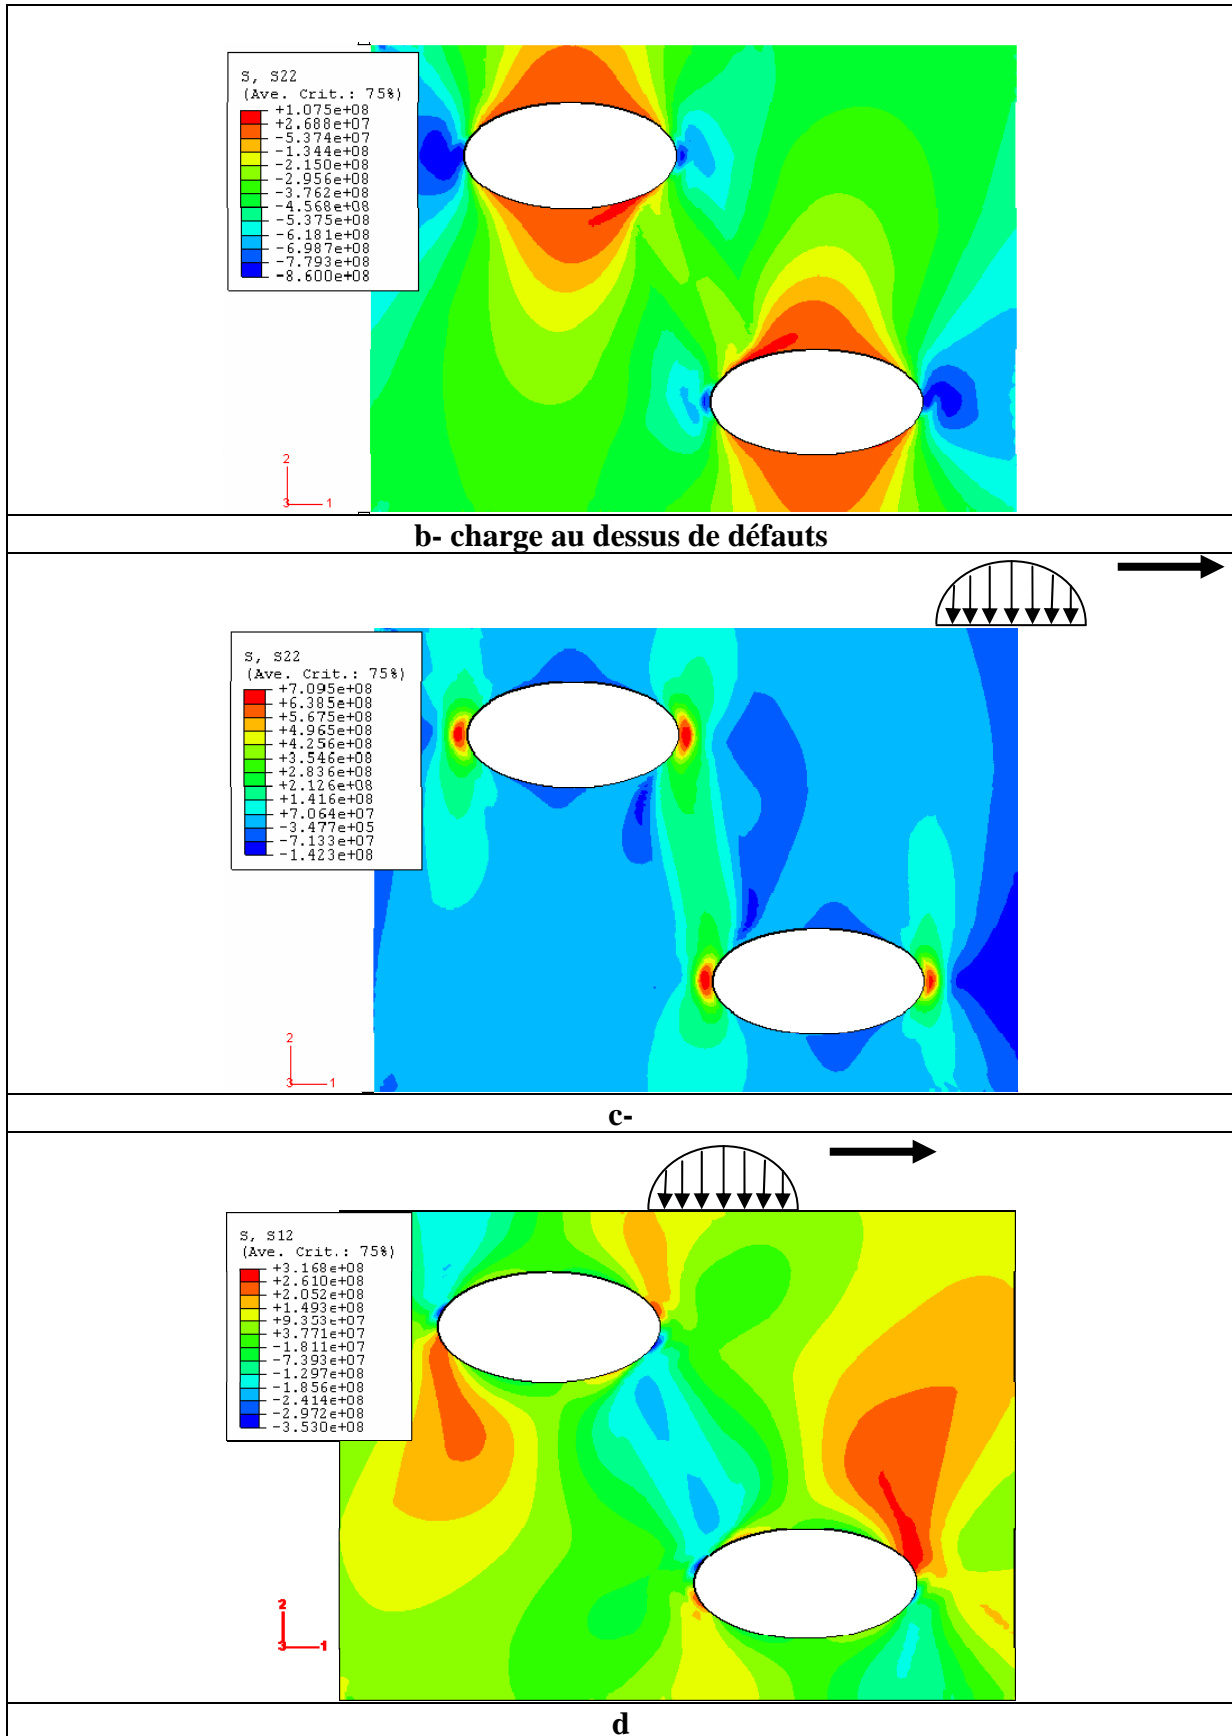 S, S22
(Ave. Crit.: 75%)
+1.075e+08
+2.688e+07
-5.374e+07
-1.344e+08
-2.150e+08
-2.956e+08
-3.762e+08
-4.568e+08
-5.375e+08
-6.181e+08
-6.987e+08
-7.793e+08
-8.600e+08
2
3
1
b- charge au dessus de défauts
S, S22
(Ave. Crit.: 75%)
+7.095e+08
+6.385e+08
+5.675e+08
+4.965e+08
+4.256e+08
+3.546e+08
+2.836e+08
+2.126e+08
+1.416e+08
+7.064e+07
-3.477e+05
-7.133e+07
-1.423e+08
2
3
1
c-
S, S12
(Ave. Crit.: 75%)
+3.168e+08
+2.610e+08
+2.052e+08
+1.493e+08
+9.353e+07
+3.771e+07
-1.811e+07
-7.393e+07
-1.297e+08
-1.856e+08
-2.414e+08
-2.972e+08
-3.530e+08
2
3
1
d